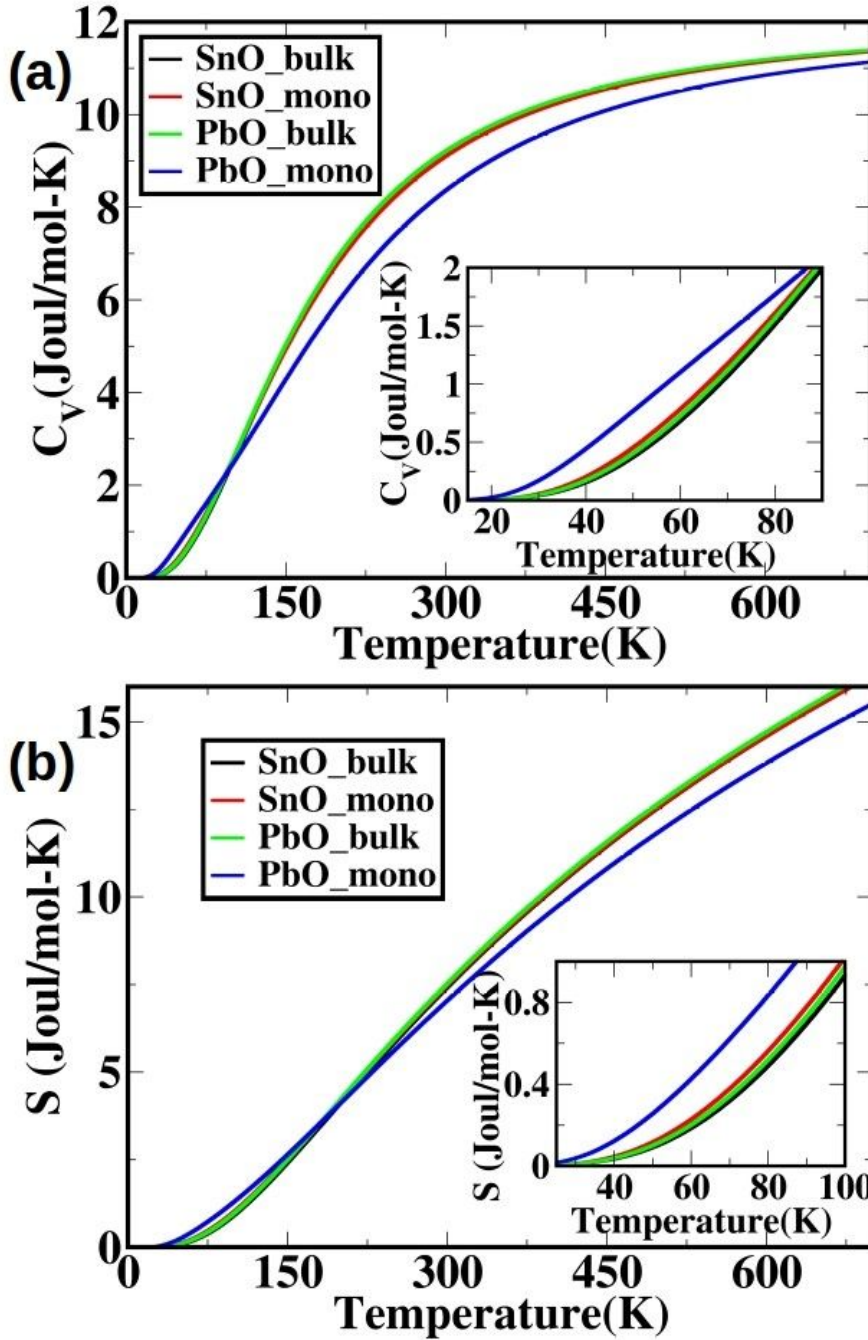 (a)
12
10
8
6
4
2
0
C_V(Joul/mol-K)
SnO_bulk
SnO_mono
PbO_bulk
PbO_mono
2
1.5
1
0.5
0
C_V(Joul/mol-K)
20 40 60 80
Temperature(K)
0 150 300 450 600
Temperature(K)
(b)
15
10
5
0
S (Joul/mol-K)
SnO_bulk
SnO_mono
PbO_bulk
PbO_mono
0.8
0.4
0
S (Joul/mol-K)
40 60 80 100
Temperature(K)
0 150 300 450 600
Temperature(K)